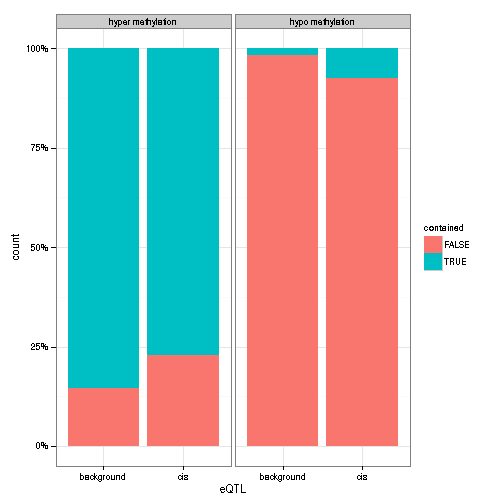 hyper methylation
hypo methylation
100%
75%
50%
25%
0%
count
background
cis
background
cis
eQTL
contained
FALSE
TRUE